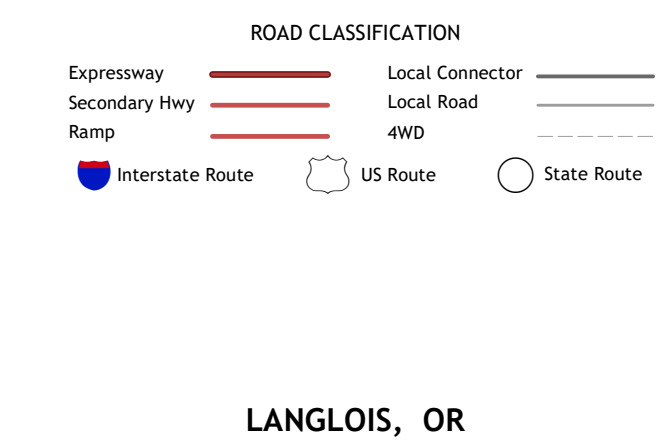 ROAD CLASSIFICATION
Expressway Local Connector
Secondary Hwy Local Road
Ramp 4WD
Interstate Route US Route State Route
LANGLOIS, OR